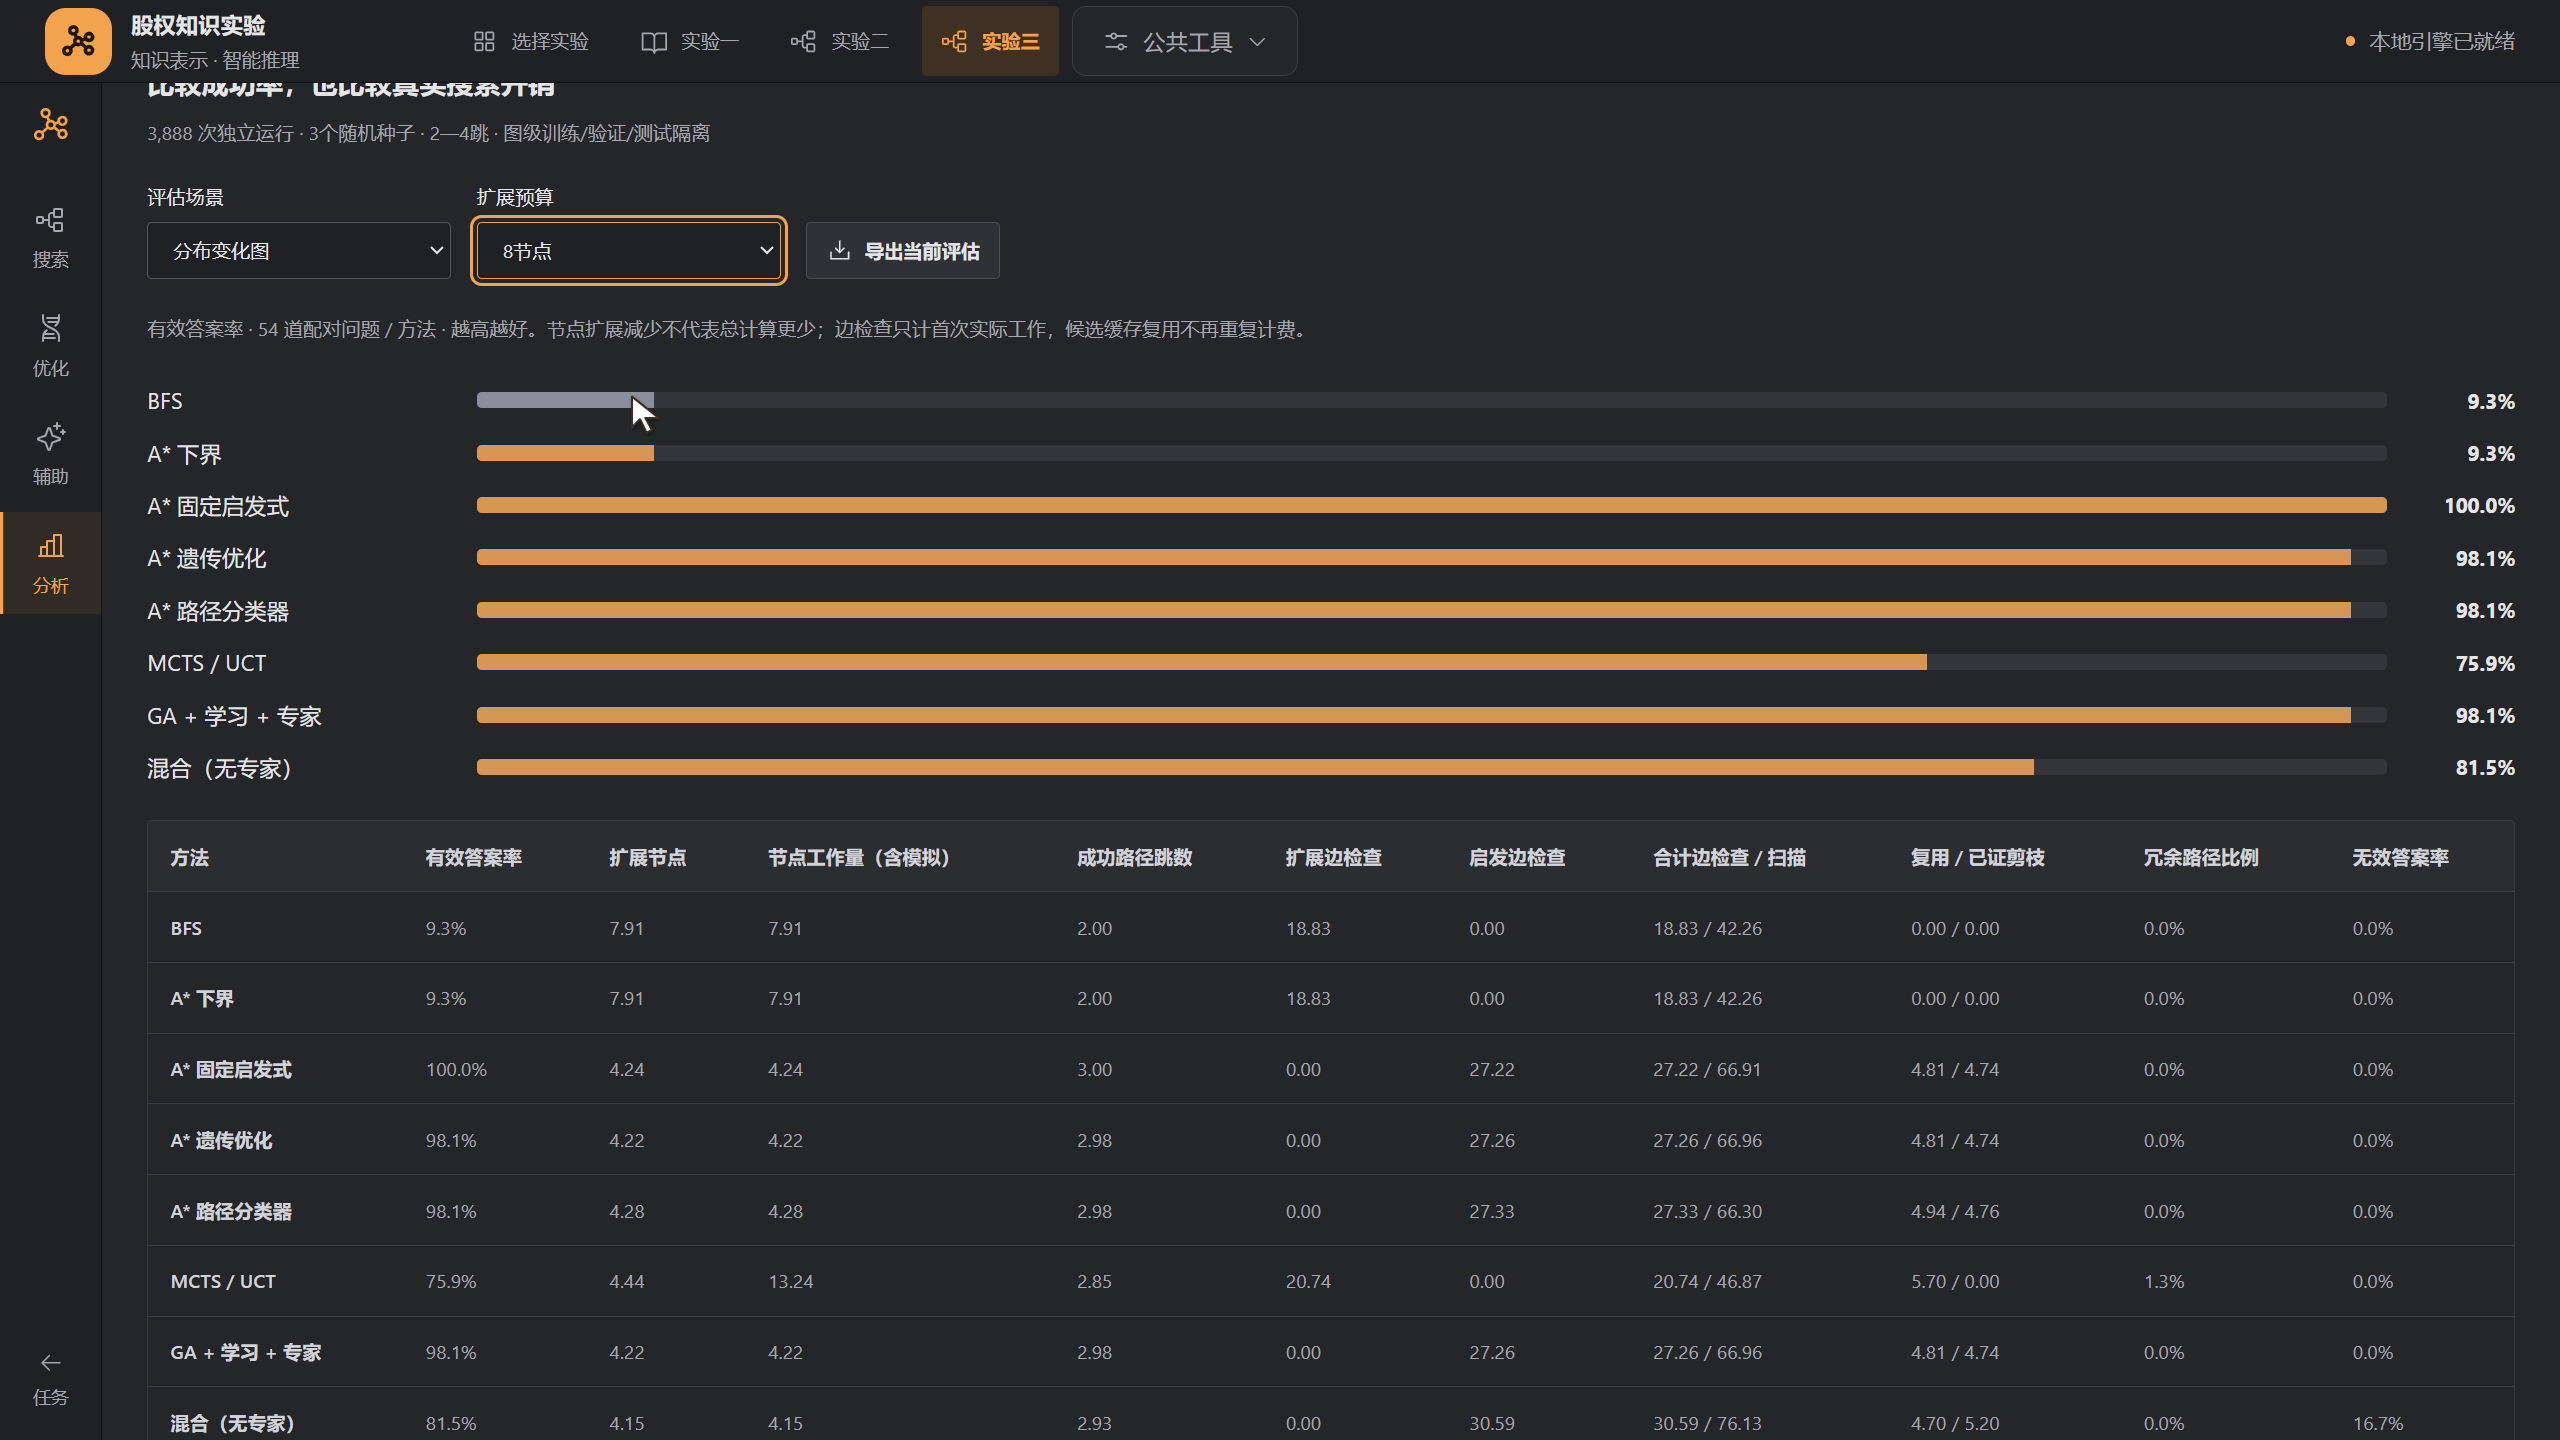 股权知识实验
知识表示 · 智能推理
选择实验
实验一
实验二
实验三
公共工具
本地引擎已就绪
搜索
优化
辅助
分析
任务
比较成功率，也比较真实搜索开销
3,888 次独立运行 · 3个随机种子 · 2—4跳 · 图级训练/验证/测试隔离
评估场景
扩展预算
分布变化图
8节点
导出当前评估
有效答案率 · 54 道配对问题 / 方法 · 越高越好。节点扩展减少不代表总计算更少；边检查只计首次实际工作，候选缓存复用不再重复计费。
BFS 9.3%
A* 下界 9.3%
A* 固定启发式 100.0%
A* 遗传优化 98.1%
A* 路径分类器 98.1%
MCTS / UCT 75.9%
GA + 学习 + 专家 98.1%
混合（无专家） 81.5%
方法 有效答案率 扩展节点 节点工作量（含模拟） 成功路径跳数 扩展边检查 启发边检查 合计边检查 / 扫描 复用 / 已证剪枝 冗余路径比例 无效答案率
BFS 9.3% 7.91 7.91 2.00 18.83 0.00 18.83 / 42.26 0.00 / 0.00 0.0% 0.0%
A* 下界 9.3% 7.91 7.91 2.00 18.83 0.00 18.83 / 42.26 0.00 / 0.00 0.0% 0.0%
A* 固定启发式 100.0% 4.24 4.24 3.00 0.00 27.22 27.22 / 66.91 4.81 / 4.74 0.0% 0.0%
A* 遗传优化 98.1% 4.22 4.22 2.98 0.00 27.26 27.26 / 66.96 4.81 / 4.74 0.0% 0.0%
A* 路径分类器 98.1% 4.28 4.28 2.98 0.00 27.33 27.33 / 66.30 4.94 / 4.76 0.0% 0.0%
MCTS / UCT 75.9% 4.44 13.24 2.85 20.74 0.00 20.74 / 46.87 5.70 / 0.00 1.3% 0.0%
GA + 学习 + 专家 98.1% 4.22 4.22 2.98 0.00 27.26 27.26 / 66.96 4.81 / 4.74 0.0% 0.0%
混合（无专家） 81.5% 4.15 4.15 2.93 0.00 30.59 30.59 / 76.13 4.70 / 5.20 0.0% 16.7%